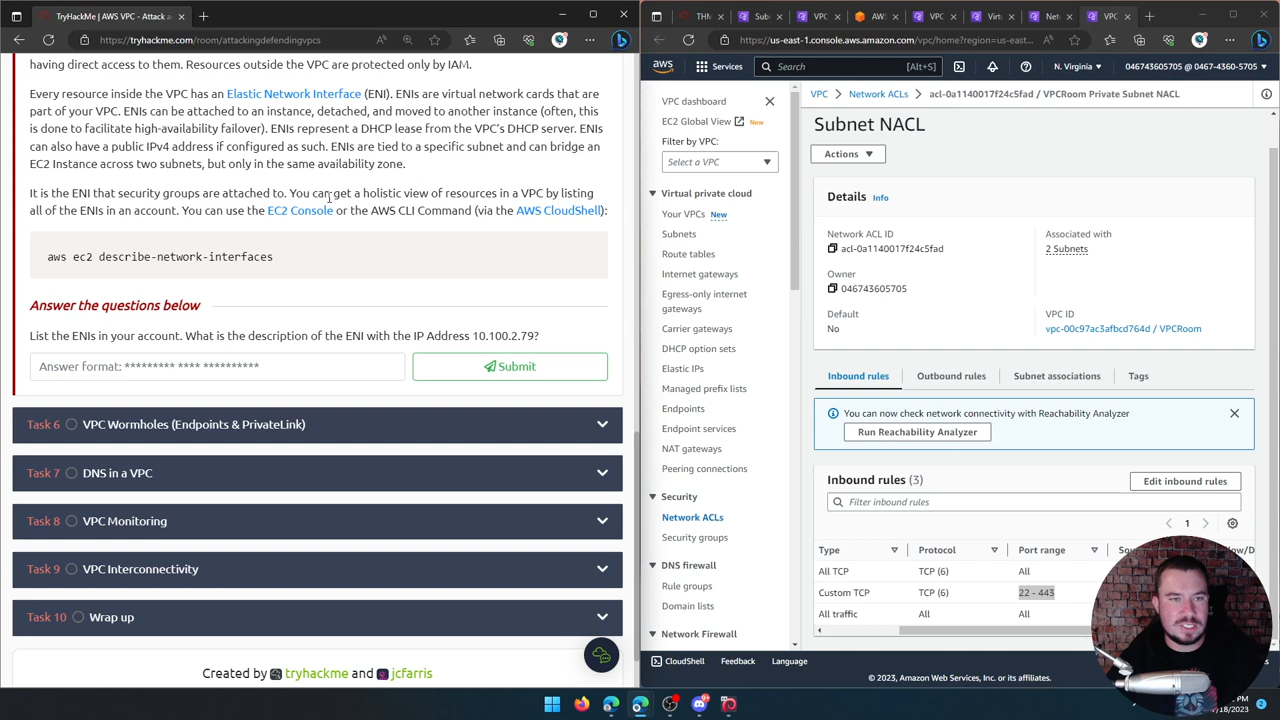 TryHackMe | AWS VPC - Attack a
https://tryhackme.com/room/attackingdefendingvpcs
having direct access to them. Resources outside the VPC are protected only by IAM.
Every resource inside the VPC has an Elastic Network Interface (ENI). ENIs are virtual network cards that are
part of your VPC. ENIs can be attached to an instance, detached, and moved to another instance (often, this
is done to facilitate high-availability failover). ENIs represent a DHCP lease from the VPC's DHCP server. ENIs
can also have a public IPv4 address if configured as such. ENIs are tied to a specific subnet and can bridge an
EC2 Instance across two subnets, but only in the same availability zone.
It is the ENI that security groups are attached to. You can get a holistic view of resources in a VPC by listing
all of the ENIs in an account. You can use the EC2 Console or the AWS CLI Command (via the AWS CloudShell):
aws ec2 describe-network-interfaces
Answer the questions below
List the ENIs in your account. What is the description of the ENI with the IP Address 10.100.2.79?
Answer format: ********* **** **********
Submit
Task 6 VPC Wormholes (Endpoints & PrivateLink)
Task 7 DNS in a VPC
Task 8 VPC Monitoring
Task 9 VPC Interconnectivity
Task 10 Wrap up
Created by tryhackme and jcfarris
THM
Sub
VPC
AWS
VPC
Virtu
Netw
VPC
https://us-east-1.console.aws.amazon.com/vpc/home?region=us-eas...
aws
Services
Search
[Alt+S]
N. Virginia
046743605705 @ 0467-4360-5705
VPC dashboard
EC2 Global View New
Filter by VPC:
Select a VPC
Virtual private cloud
Your VPCs New
Subnets
Route tables
Internet gateways
Egress-only internet
gateways
Carrier gateways
DHCP option sets
Elastic IPs
Managed prefix lists
Endpoints
Endpoint services
NAT gateways
Peering connections
Security
Network ACLs
Security groups
DNS firewall
Rule groups
Domain lists
Network Firewall
VPC
Network ACLs
acl-0a1140017f24c5fad / VPCRoom Private Subnet NACL
Subnet NACL
Actions
Details Info
Network ACL ID
acl-0a1140017f24c5fad
Associated with
2 Subnets
Owner
046743605705
Default
No
VPC ID
vpc-00c97ac3afbcd764d / VPCRoom
Inbound rules
Outbound rules
Subnet associations
Tags
You can now check network connectivity with Reachability Analyzer
Run Reachability Analyzer
Inbound rules (3)
Edit inbound rules
Filter inbound rules
1
Type Protocol Port range
All TCP TCP (6) All
Custom TCP TCP (6) 22 - 443
All traffic All All
CloudShell
Feedback
Language
© 2023, Amazon Web Services, Inc. or its affiliates.